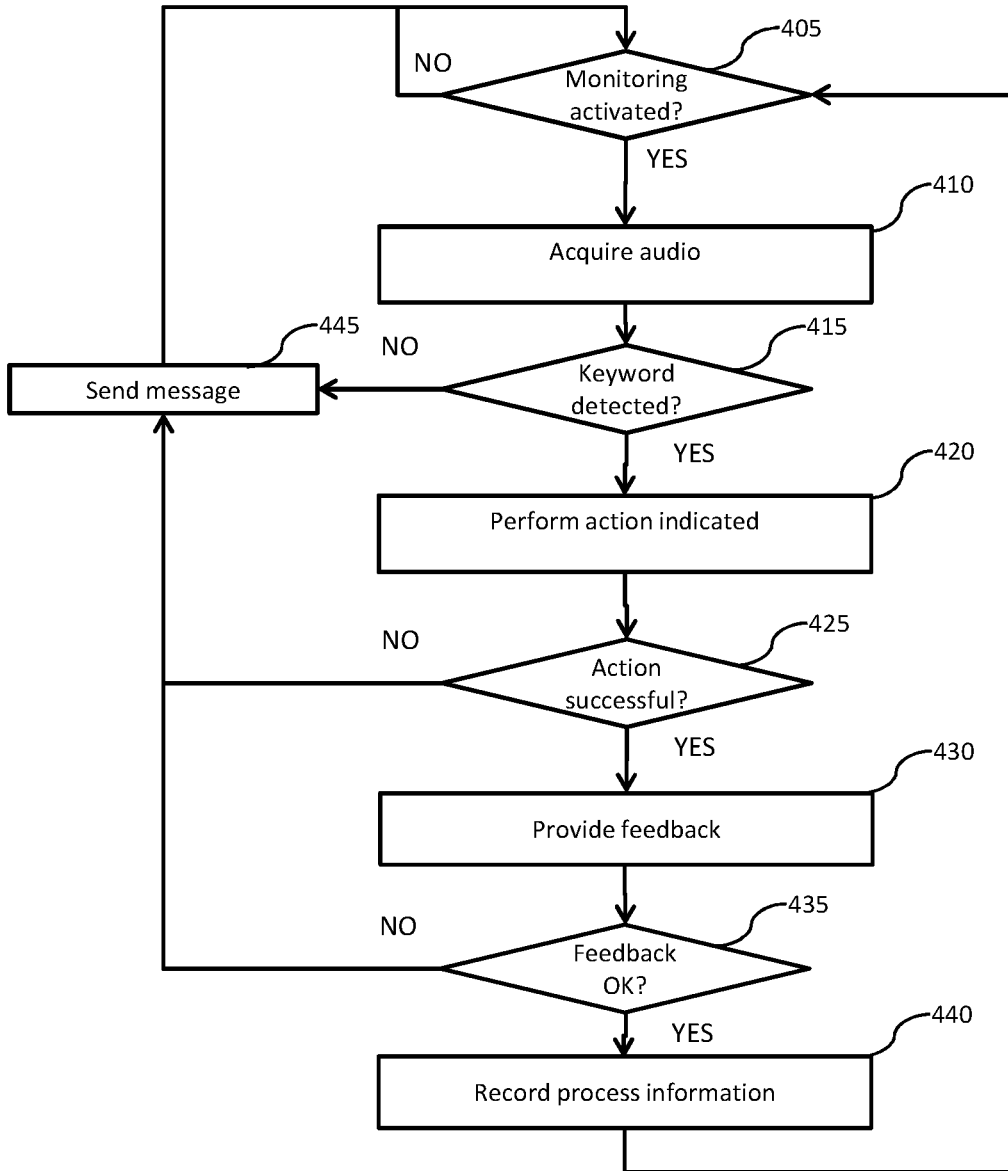 405
NO
Monitoring
activated?
YES
410
Acquire audio
445
NO
415
Send message
Keyword
detected?
YES
420
Perform action indicated
NO
425
Action
successful?
YES
430
Provide feedback
NO
435
Feedback
OK?
YES
440
Record process information